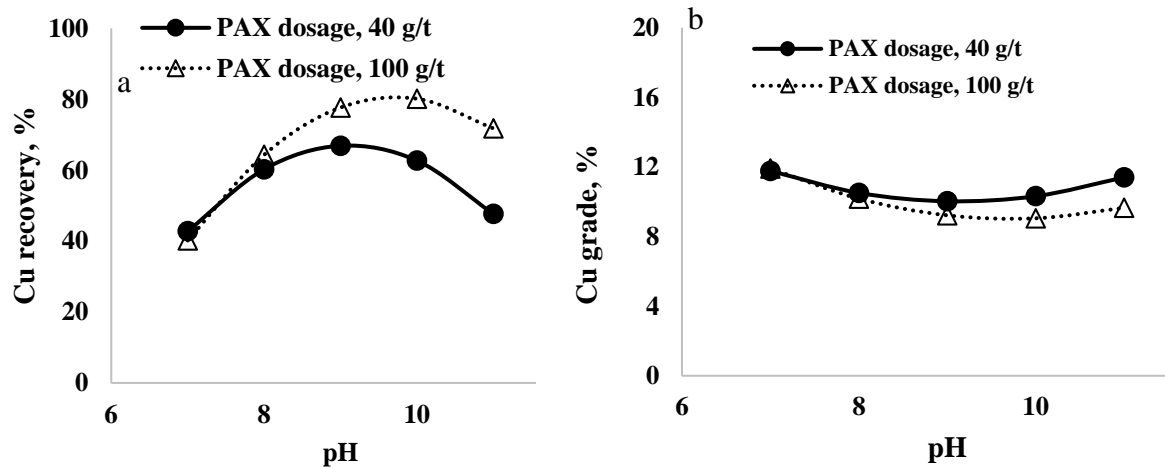 a
Cu recovery, %
100
80
60
40
20
0
6
8
10
pH
PAX dosage, 40 g/t
PAX dosage, 100 g/t
b
Cu grade, %
20
16
12
8
4
0
6
8
10
pH
PAX dosage, 40 g/t
PAX dosage, 100 g/t